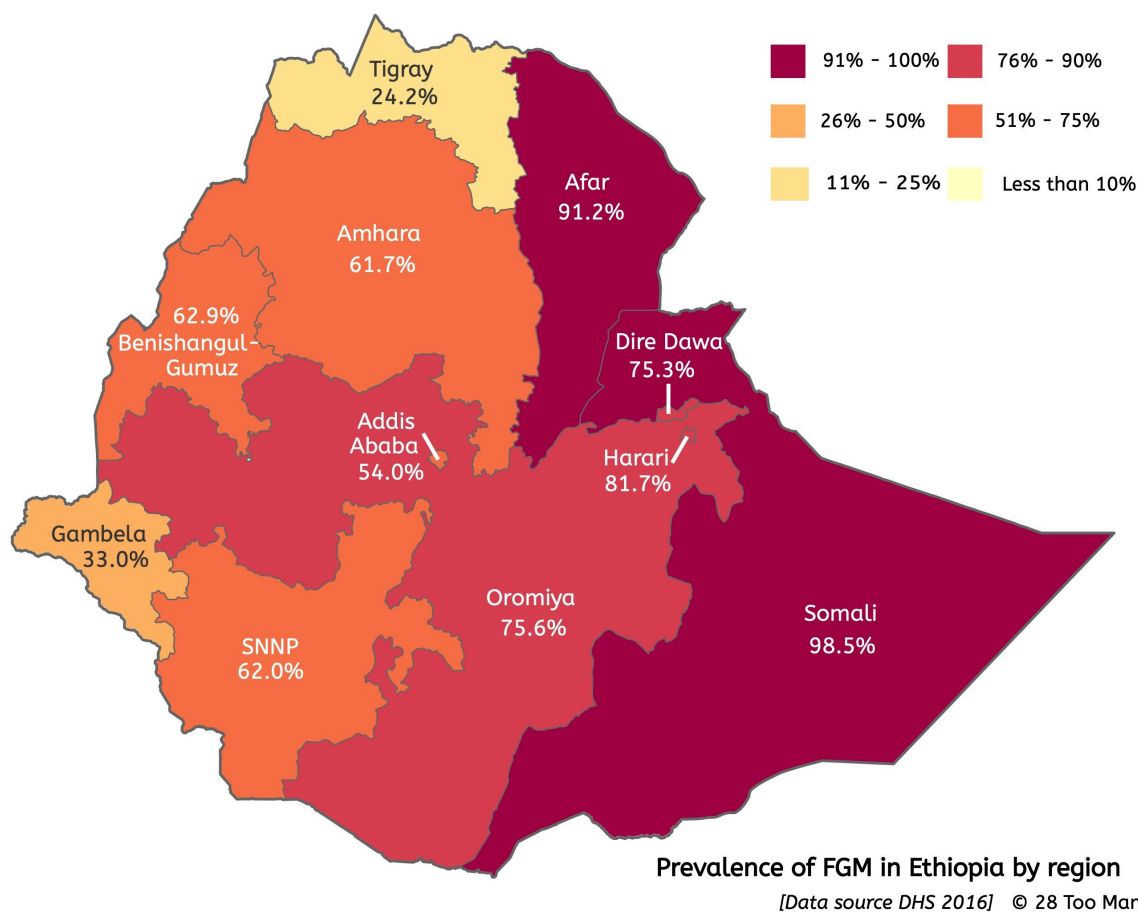 91% - 100%
76% - 90%
26% - 50%
51% - 75%
11% - 25%
Less than 10%
Tigray
24.2%
Afar
91.2%
Amhara
61.7%
62.9%
Benishangul-
Gumuz
Dire Dawa
75.3%
Addis
Ababa
54.0%
Harari
81.7%
Gambela
33.0%
Oromiya
75.6%
Somali
98.5%
SNNP
62.0%
Prevalence of FGM in Ethiopia by region
[Data source DHS 2016] © 28 Too Man